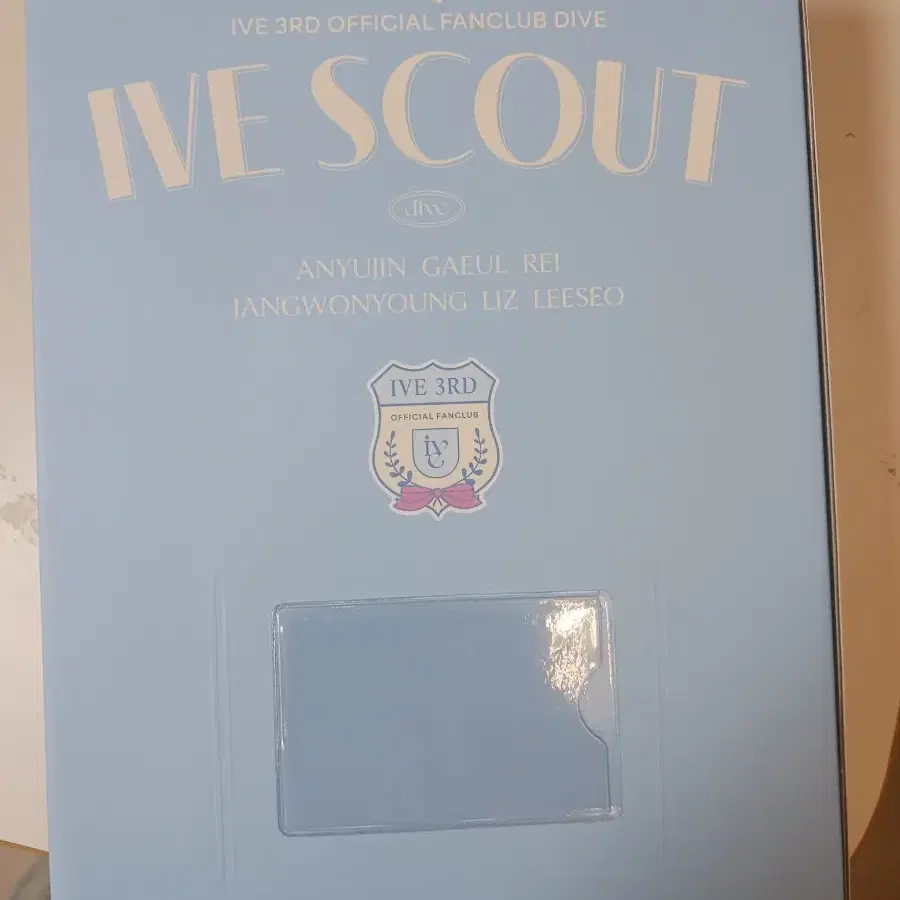 IVE 3RD OFFICIAL FANCLUB DIVE
IVE SCOUT
dive
ANYUJIN GAEUL REI
JANGWONYOUNG LIZ LEESEO
IVE 3RD
OFFICIAL FANCLUB
IVE